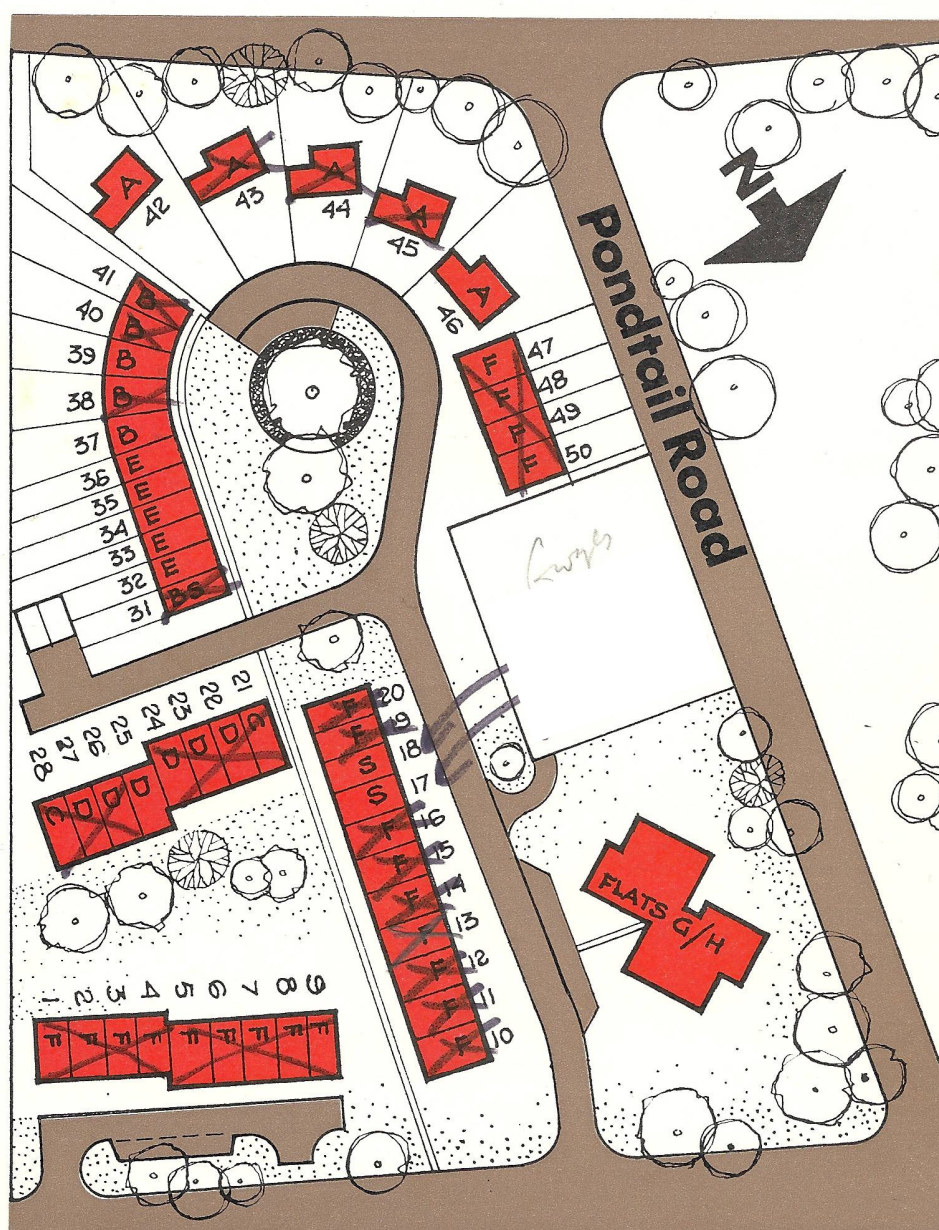 Pondtail Road
N
A
42
A
43
A
44
A
45
A
46
41
B
40
B
39
B
38
B
37
B
36
E
35
E
34
E
33
E
32
31
BS
F 47
F 48
F 49
F 50
F 20
F 19
S 18
S 17
F 16
15
F 14
13
F 12
F 11
F 10
28 27 26 25 24 23 22 21
C D D D D D D C
FLATS G/H
1 2 3 4 5 6 7 8 9
F F F F F F F F F